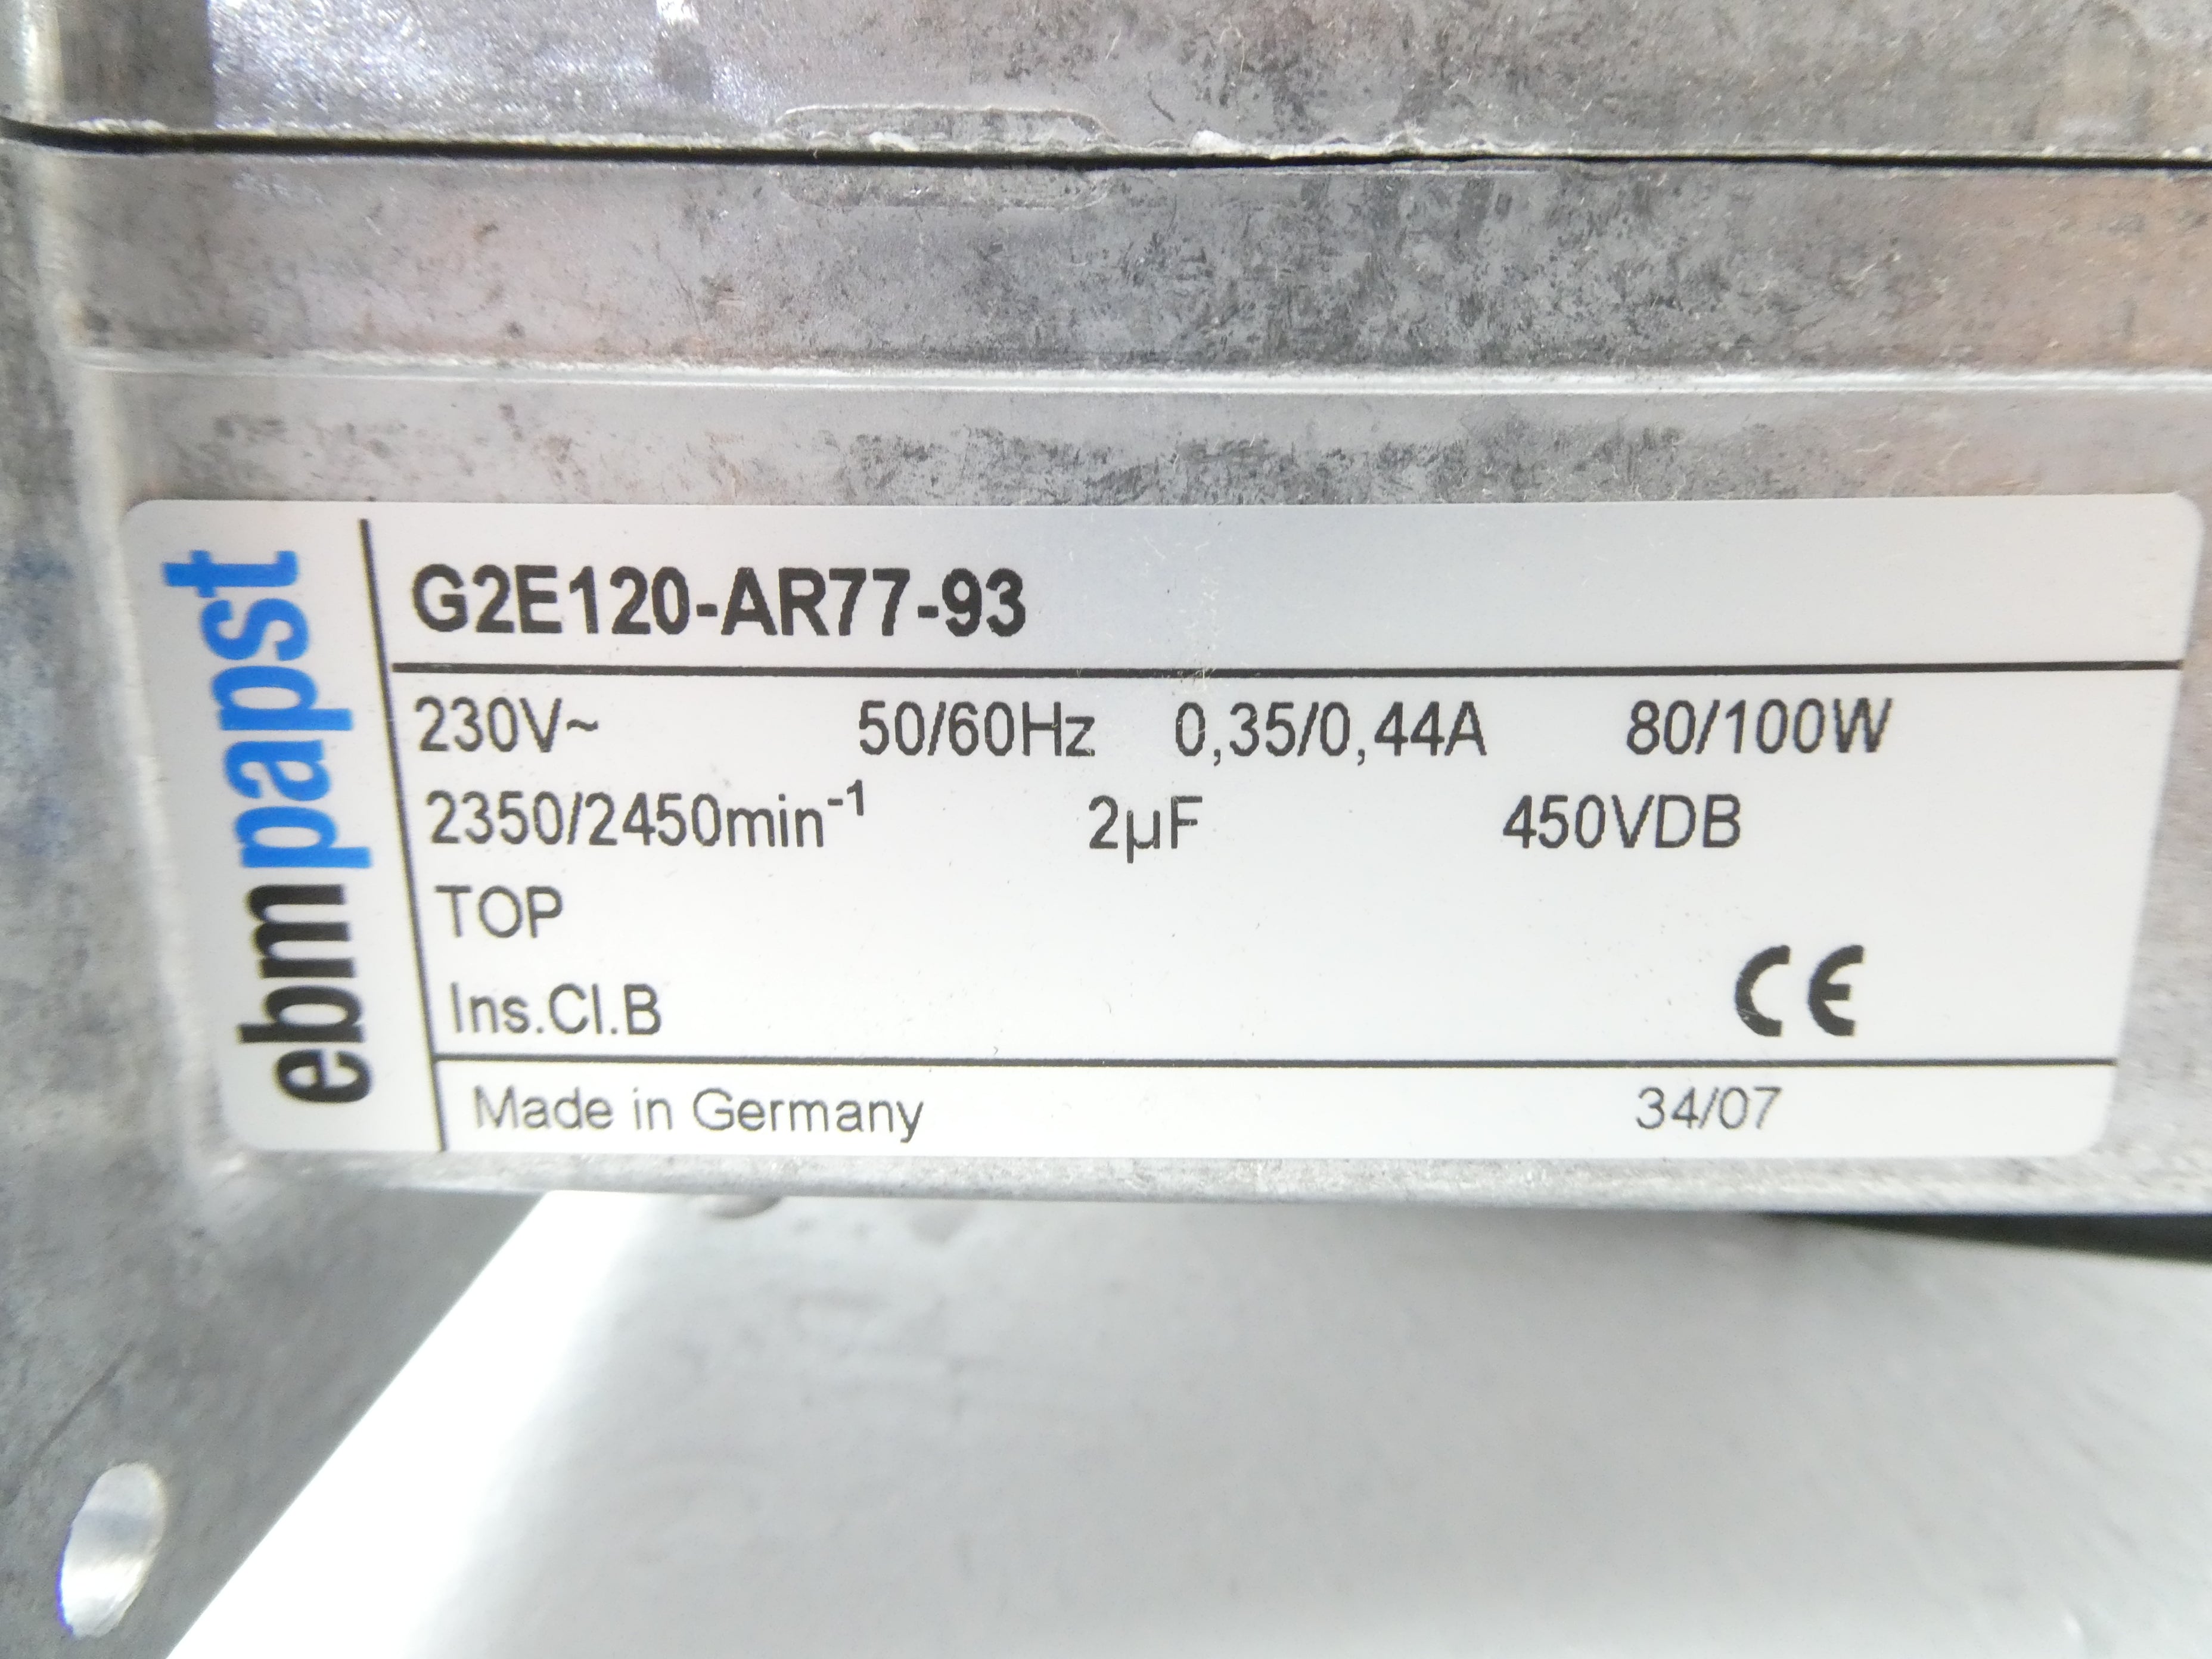 ebmpapst
G2E120-AR77-93
230V~ 50/60Hz 0,35/0,44A 80/100W
2350/2450min⁻¹ 2µF 450VDB
TOP
Ins.Cl.B CE
Made in Germany 34/07